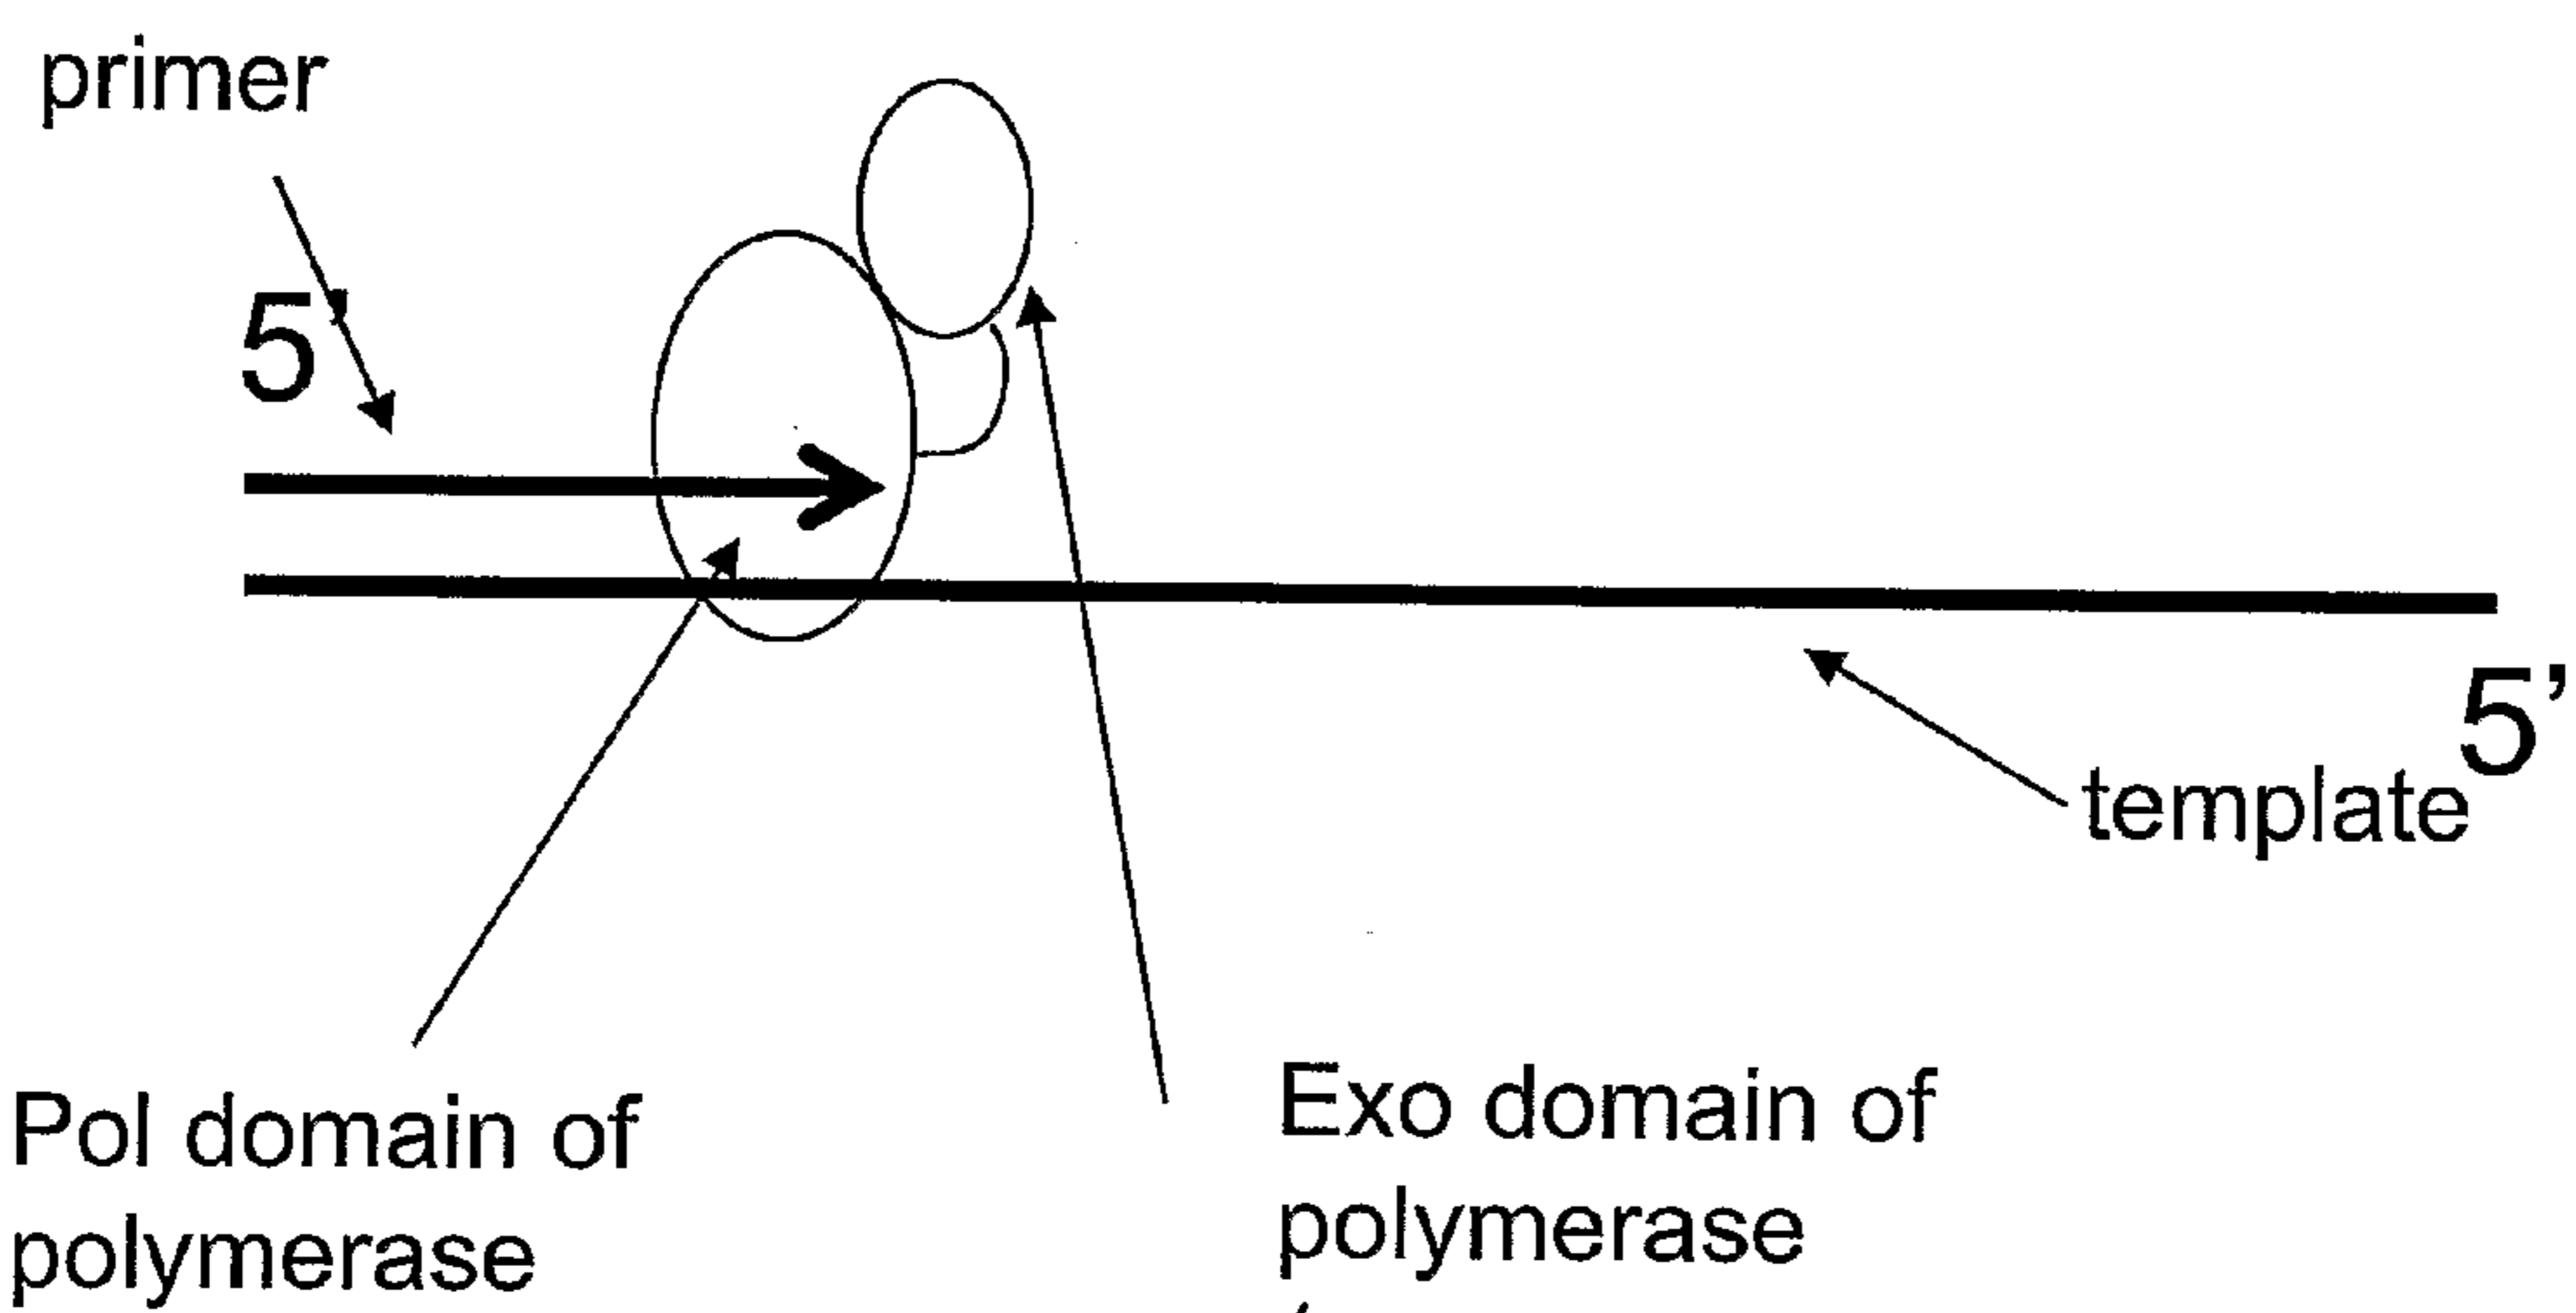 primer
5’
5’
template
Pol domain of
polymerase
Exo domain of
polymerase